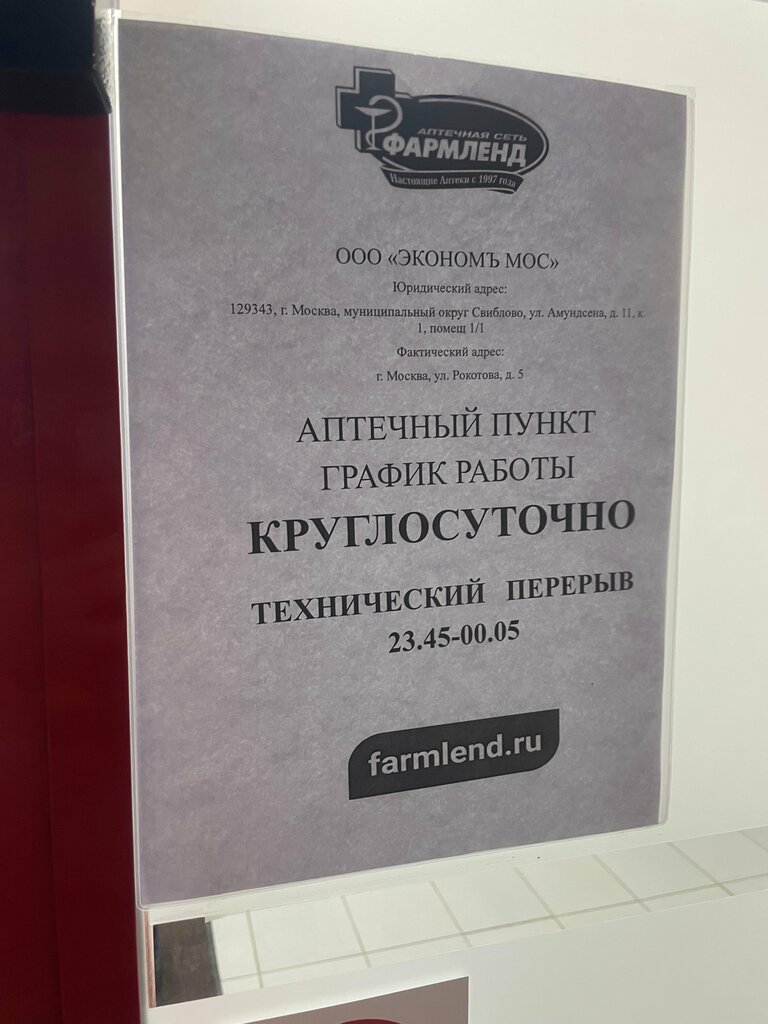 АПТЕЧНАЯ СЕТЬ
ФАРМЛЕНД
Настоящие Аптеки с 1997 года
ООО «ЭКОНОМЪ МОС»
Юридический адрес:
129343, г. Москва, муниципальный округ Свиблово, ул. Амундсена, д. 11, к.
1, помещ 1/1
Фактический адрес:
г. Москва, ул. Рокотова, д. 5
АПТЕЧНЫЙ ПУНКТ
ГРАФИК РАБОТЫ
КРУГЛОСУТОЧНО
ТЕХНИЧЕСКИЙ ПЕРЕРЫВ
23.45-00.05
farmlend.ru